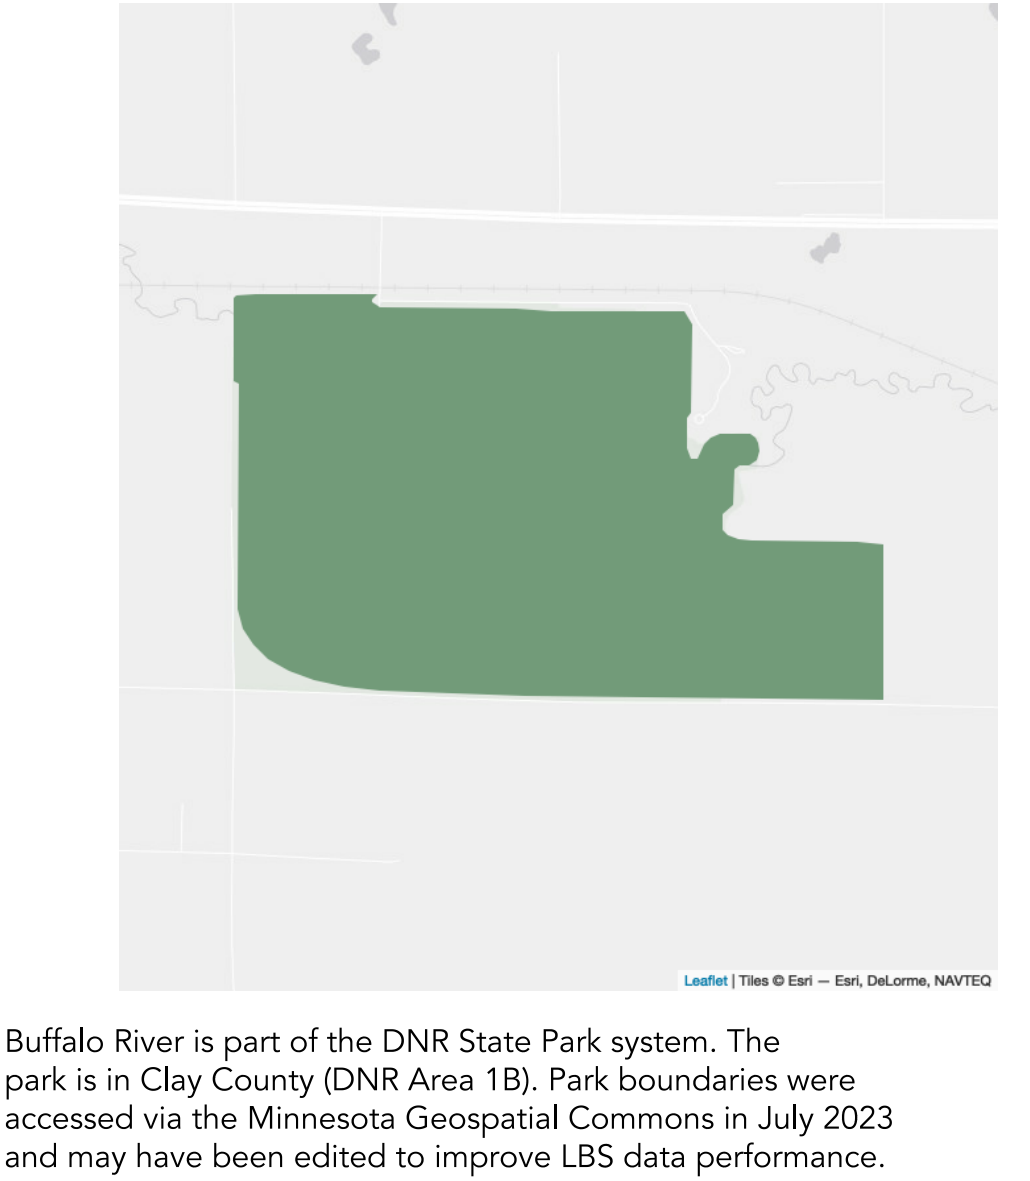 Leaflet | Tiles © Esri — Esri, DeLorme, NAVTEQ
Buffalo River is part of the DNR State Park system. The
park is in Clay County (DNR Area 1B). Park boundaries were
accessed via the Minnesota Geospatial Commons in July 2023
and may have been edited to improve LBS data performance.